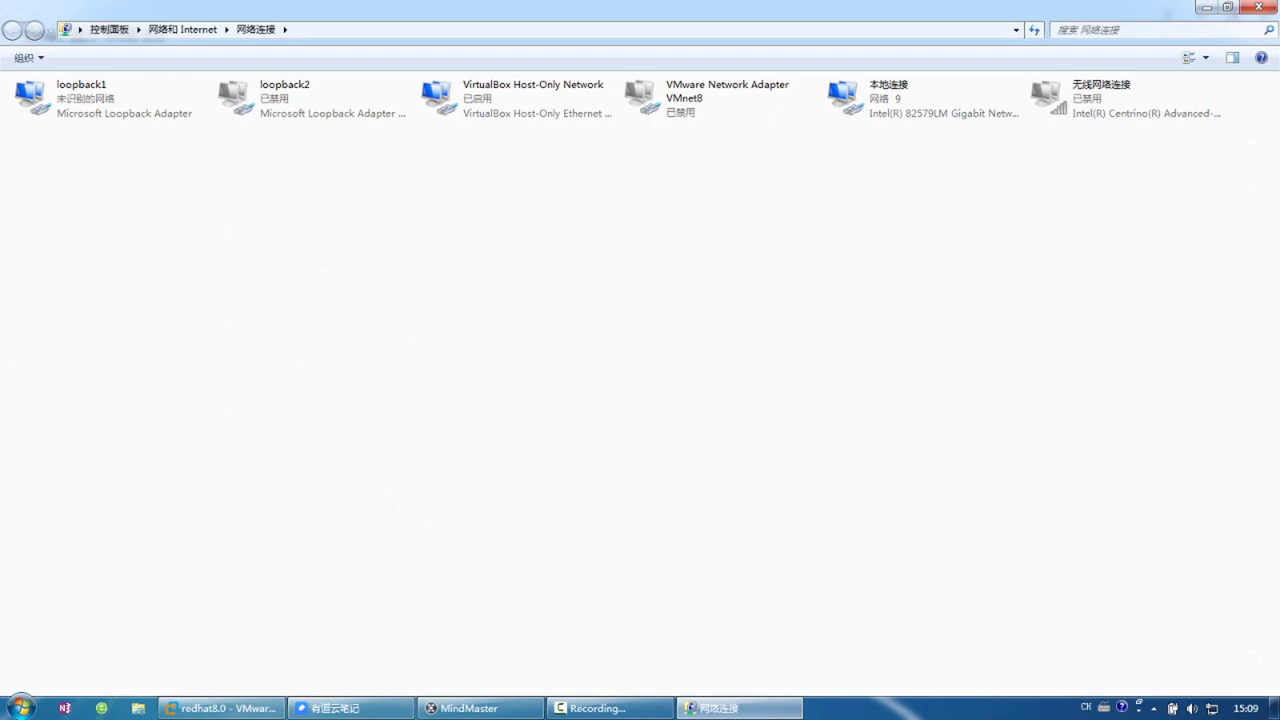 控制面板 网络和 Internet 网络连接
搜索 网络连接
组织
loopback1
未识别的网络
Microsoft Loopback Adapter
loopback2
已禁用
Microsoft Loopback Adapter ...
VirtualBox Host-Only Network
已启用
VirtualBox Host-Only Ethernet ...
VMware Network Adapter
VMnet8
已禁用
本地连接
网络 9
Intel(R) 82579LM Gigabit Netw...
无线网络连接
已禁用
Intel(R) Centrino(R) Advanced-...
redhat8.0 - VMwar...
有道云笔记
MindMaster
Recording...
网络连接
CH
15:09